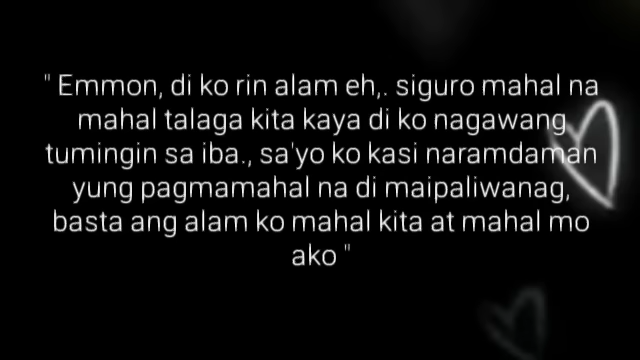 " Emmon, di ko rin alam eh,. siguro mahal na
mahal talaga kita kaya di ko nagawang
tumingin sa iba., sa'yo ko kasi naramdaman
yung pagmamahal na di maipaliwanag,
basta ang alam ko mahal kita at mahal mo
ako "